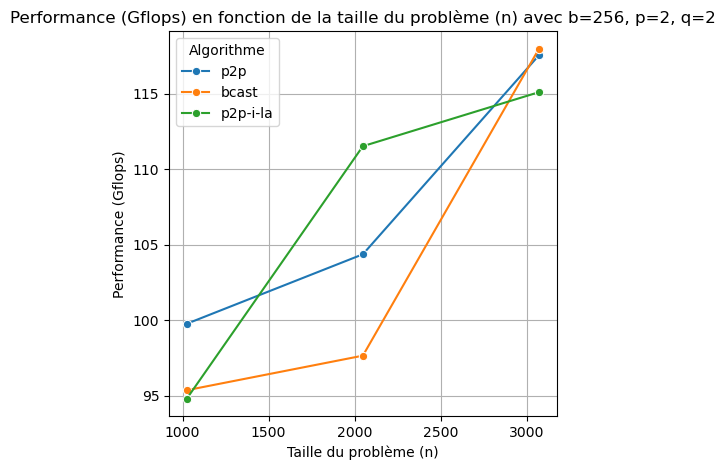 Performance (Gflops) en fonction de la taille du problème (n) avec b=256, p=2, q=2
Algorithme
p2p
bcast
p2p-i-la
115
110
105
100
95
Performance (Gflops)
1000 1500 2000 2500 3000
Taille du problème (n)